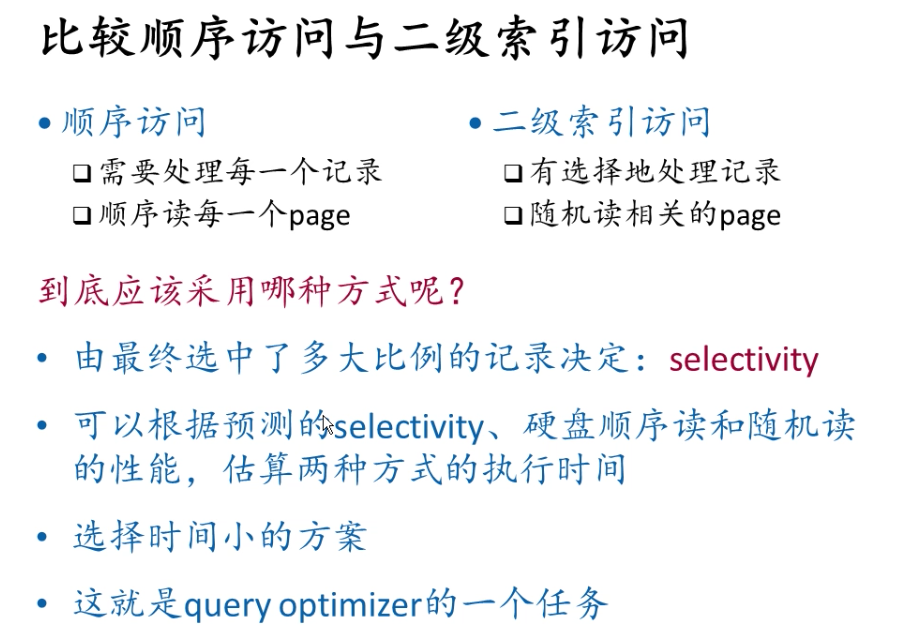 比较顺序访问与二级索引访问
• 顺序访问
❑ 需要处理每一个记录
❑ 顺序读每一个page
• 二级索引访问
❑ 有选择地处理记录
❑ 随机读相关的page
到底应该采用哪种方式呢？
• 由最终选中了多大比例的记录决定：selectivity
• 可以根据预测的selectivity、硬盘顺序读和随机读
的性能，估算两种方式的执行时间
• 选择时间小的方案
• 这就是query optimizer的一个任务